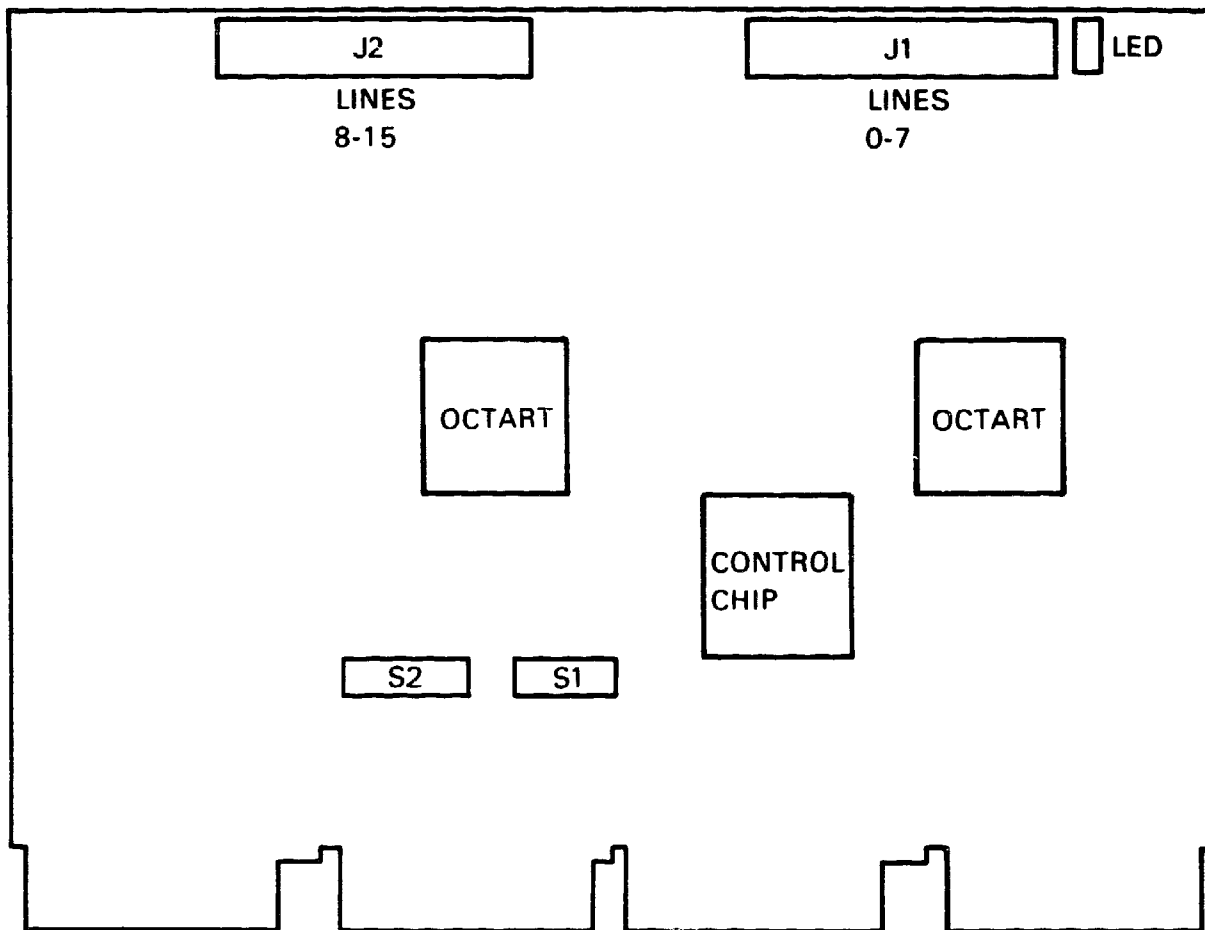 J2
LINES
8-15
J1
LINES
0-7
LED
OCTART
OCTART
CONTROL
CHIP
S2
S1